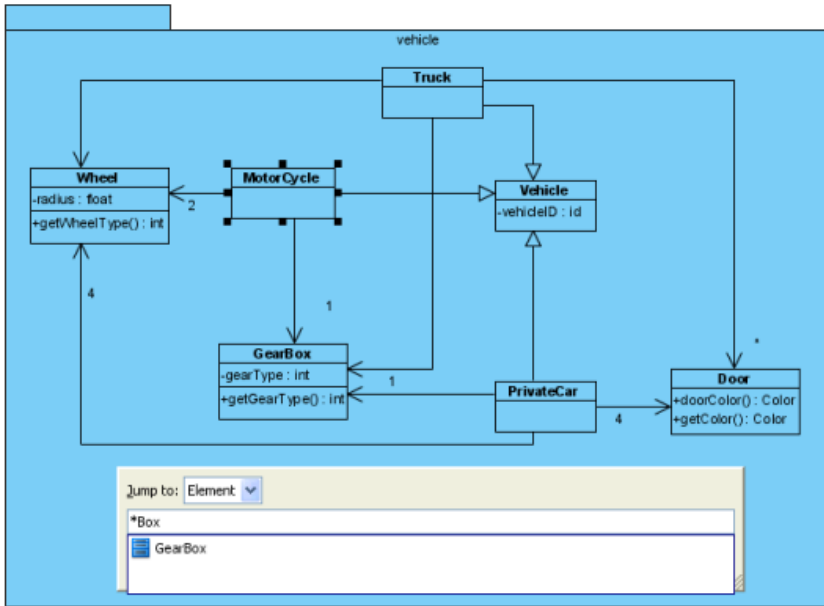 vehicle
Truck
Wheel
-radius : float
+getWheelType() : int
2
MotorCycle
Vehicle
-vehicleID : id
4
1
GearBox
-gearType : int
+getGearType() : int
1
PrivateCar
4
*
Door
+doorColor() : Color
+getColor() : Color
Jump to: Element
*Box
GearBox